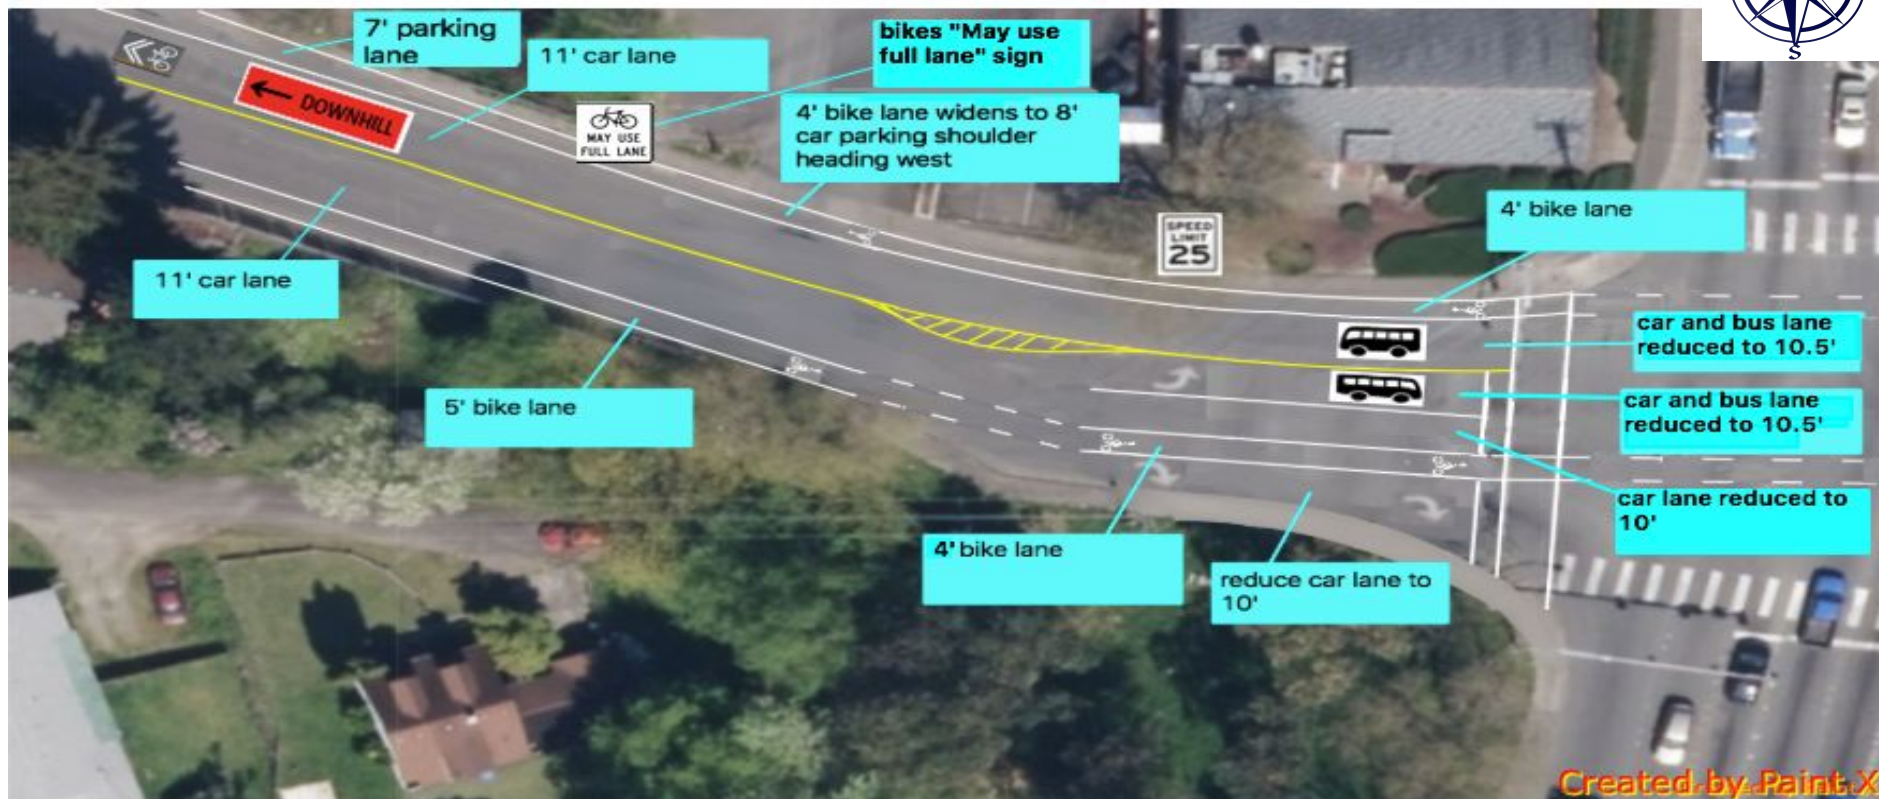 S
7' parking
lane
11' car lane
bikes "May use
full lane" sign
DOWNHILL
MAY USE
FULL LANE
4' bike lane widens to 8'
car parking shoulder
heading west
4' bike lane
SPEED
LIMIT
25
11' car lane
car and bus lane
reduced to 10.5'
5' bike lane
car and bus lane
reduced to 10.5'
car lane reduced to
10'
4' bike lane
reduce car lane to
10'
Created by Paint X